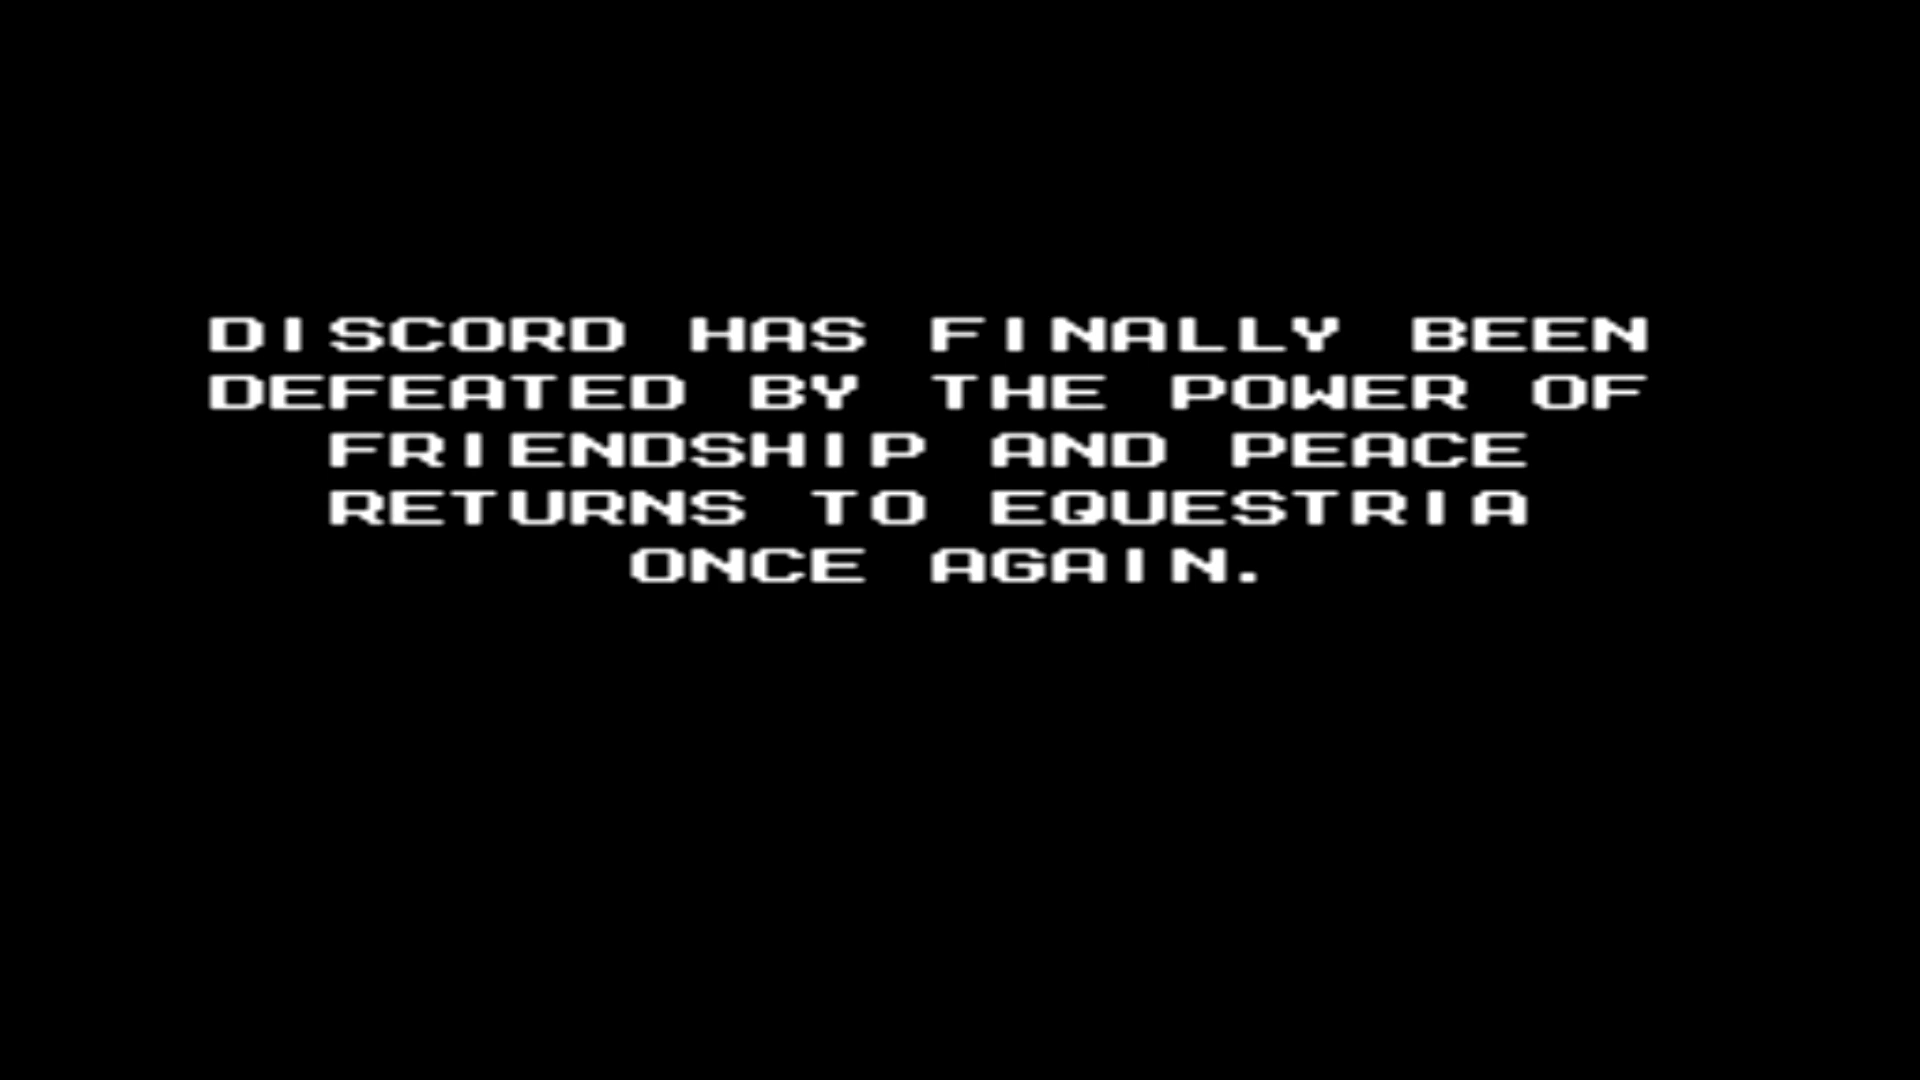 DISCORD HAS FINALLY BEEN
DEFEATED BY THE POWER OF
FRIENDSHIP AND PEACE
RETURNS TO EQUESTRIA
ONCE AGAIN.